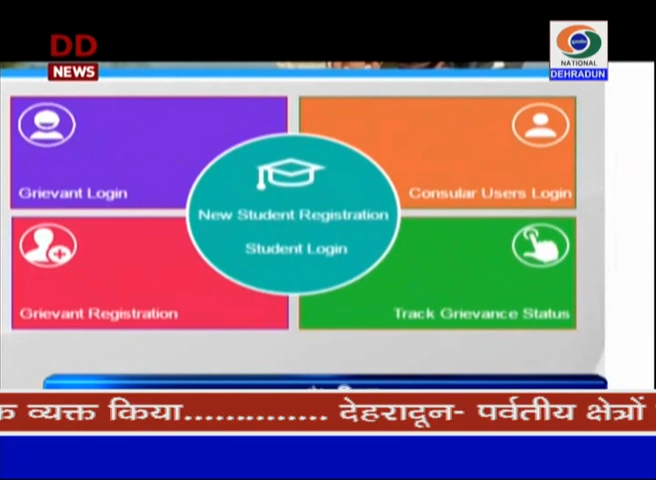 DD
NEWS
NATIONAL
DEHRADUN
Grievant Login
Consular Users Login
New Student Registration
Student Login
Grievant Registration
Track Grievance Status
व्यक्त किया.............. देहरादून- पर्वतीय क्षेत्रों